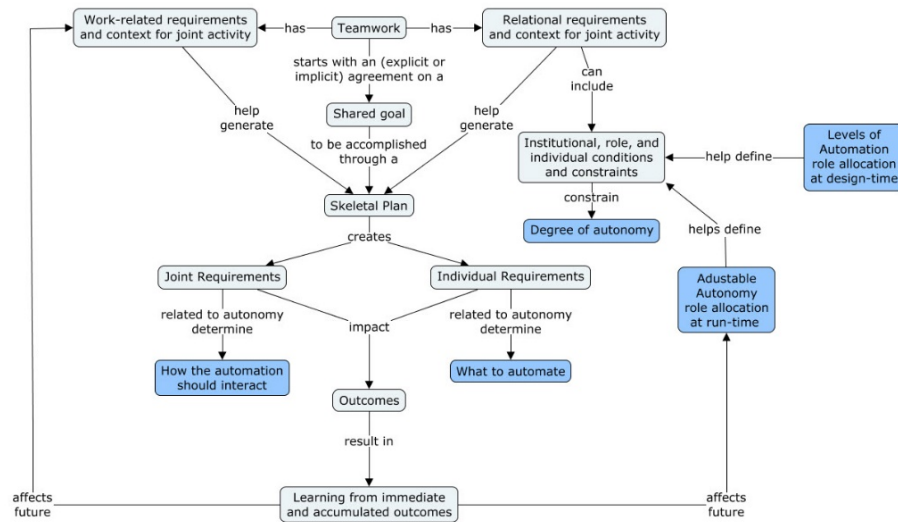 Work-related requirements
and context for joint activity
has
Teamwork
has
Relational requirements
and context for joint activity
starts with an (explicit or
implicit) agreement on a
can
include
help
generate
Shared goal
help
generate
to be accomplished
through a
Institutional, role, and
individual conditions
and constraints
help define
Levels of
Automation
role allocation
at design-time
constrain
Skeletal Plan
Degree of autonomy
helps define
creates
Joint Requirements
Individual Requirements
Adustable
Autonomy
role allocation
at run-time
related to autonomy
determine
impact
related to autonomy
determine
How the automation
should interact
What to automate
Outcomes
result in
affects
future
Learning from immediate
and accumulated outcomes
affects
future